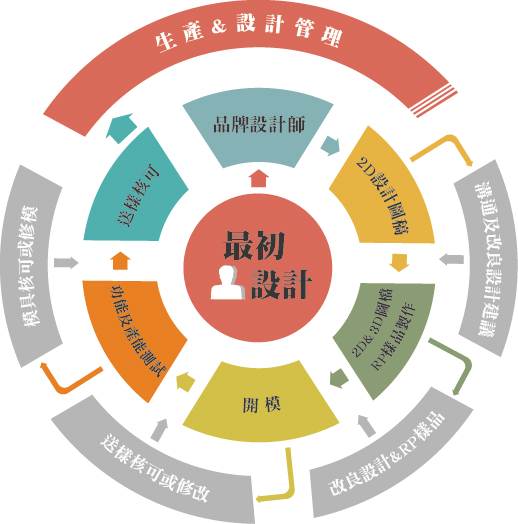 生產&設計管理
品牌設計師
2D設計圖稿
2D&3D圖檔
RP樣品製作
開模
功能及產能測試
送樣核可
最初
設計
溝通及改良設計建議
改良設計&RP樣品
送樣核可或修改
模具核可或修模